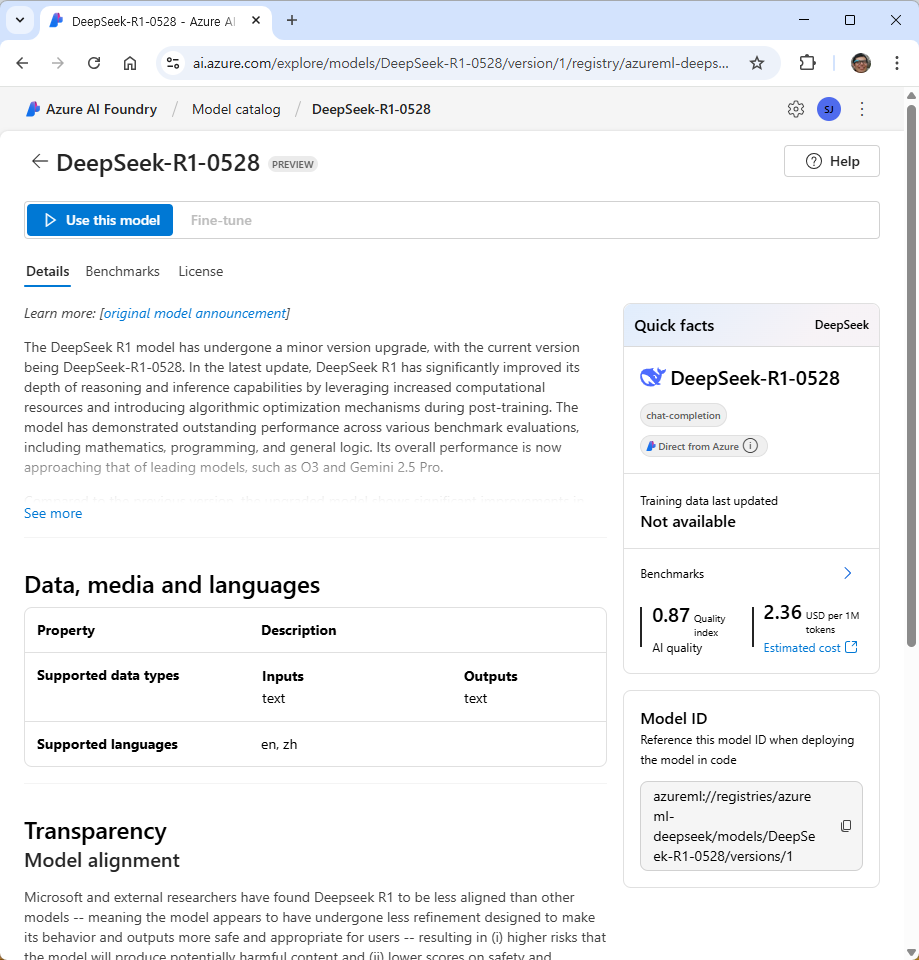 DeepSeek-R1-0528 - Azure AI
ai.azure.com/explore/models/DeepSeek-R1-0528/version/1/registry/azureml-deeps...
Azure AI Foundry / Model catalog / DeepSeek-R1-0528
SJ
DeepSeek-R1-0528 PREVIEW
Help
Use this model Fine-tune
Details Benchmarks License
Learn more: [original model announcement]
The DeepSeek R1 model has undergone a minor version upgrade, with the current version
being DeepSeek-R1-0528. In the latest update, DeepSeek R1 has significantly improved its
depth of reasoning and inference capabilities by leveraging increased computational
resources and introducing algorithmic optimization mechanisms during post-training. The
model has demonstrated outstanding performance across various benchmark evaluations,
including mathematics, programming, and general logic. Its overall performance is now
approaching that of leading models, such as O3 and Gemini 2.5 Pro.
See more
Data, media and languages
Property Description
Supported data types Inputs Outputs
text text
Supported languages en, zh
Transparency
Model alignment
Microsoft and external researchers have found Deepseek R1 to be less aligned than other
models -- meaning the model appears to have undergone less refinement designed to make
its behavior and outputs more safe and appropriate for users -- resulting in (i) higher risks that
the model will produce potentially harmful content and (ii) lower scores on safety and
Quick facts DeepSeek
DeepSeek-R1-0528
chat-completion
Direct from Azure
Training data last updated
Not available
Benchmarks
0.87 Quality index
AI quality
2.36 USD per 1M tokens
Estimated cost
Model ID
Reference this model ID when deploying
the model in code
azureml://registries/azure
ml-
deepseek/models/DeepSe
ek-R1-0528/versions/1